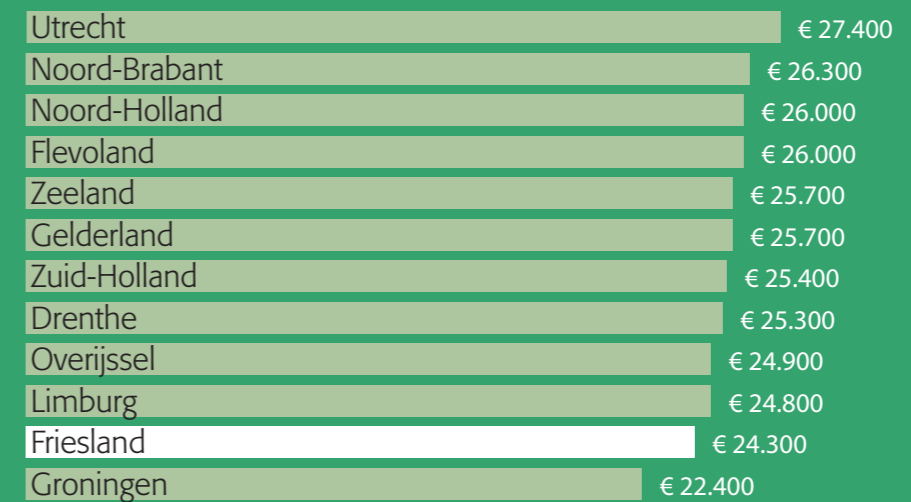 Utrecht € 27.400
Noord-Brabant € 26.300
Noord-Holland € 26.000
Flevoland € 26.000
Zeeland € 25.700
Gelderland € 25.700
Zuid-Holland € 25.400
Drenthe € 25.300
Overijssel € 24.900
Limburg € 24.800
Friesland € 24.300
Groningen € 22.400